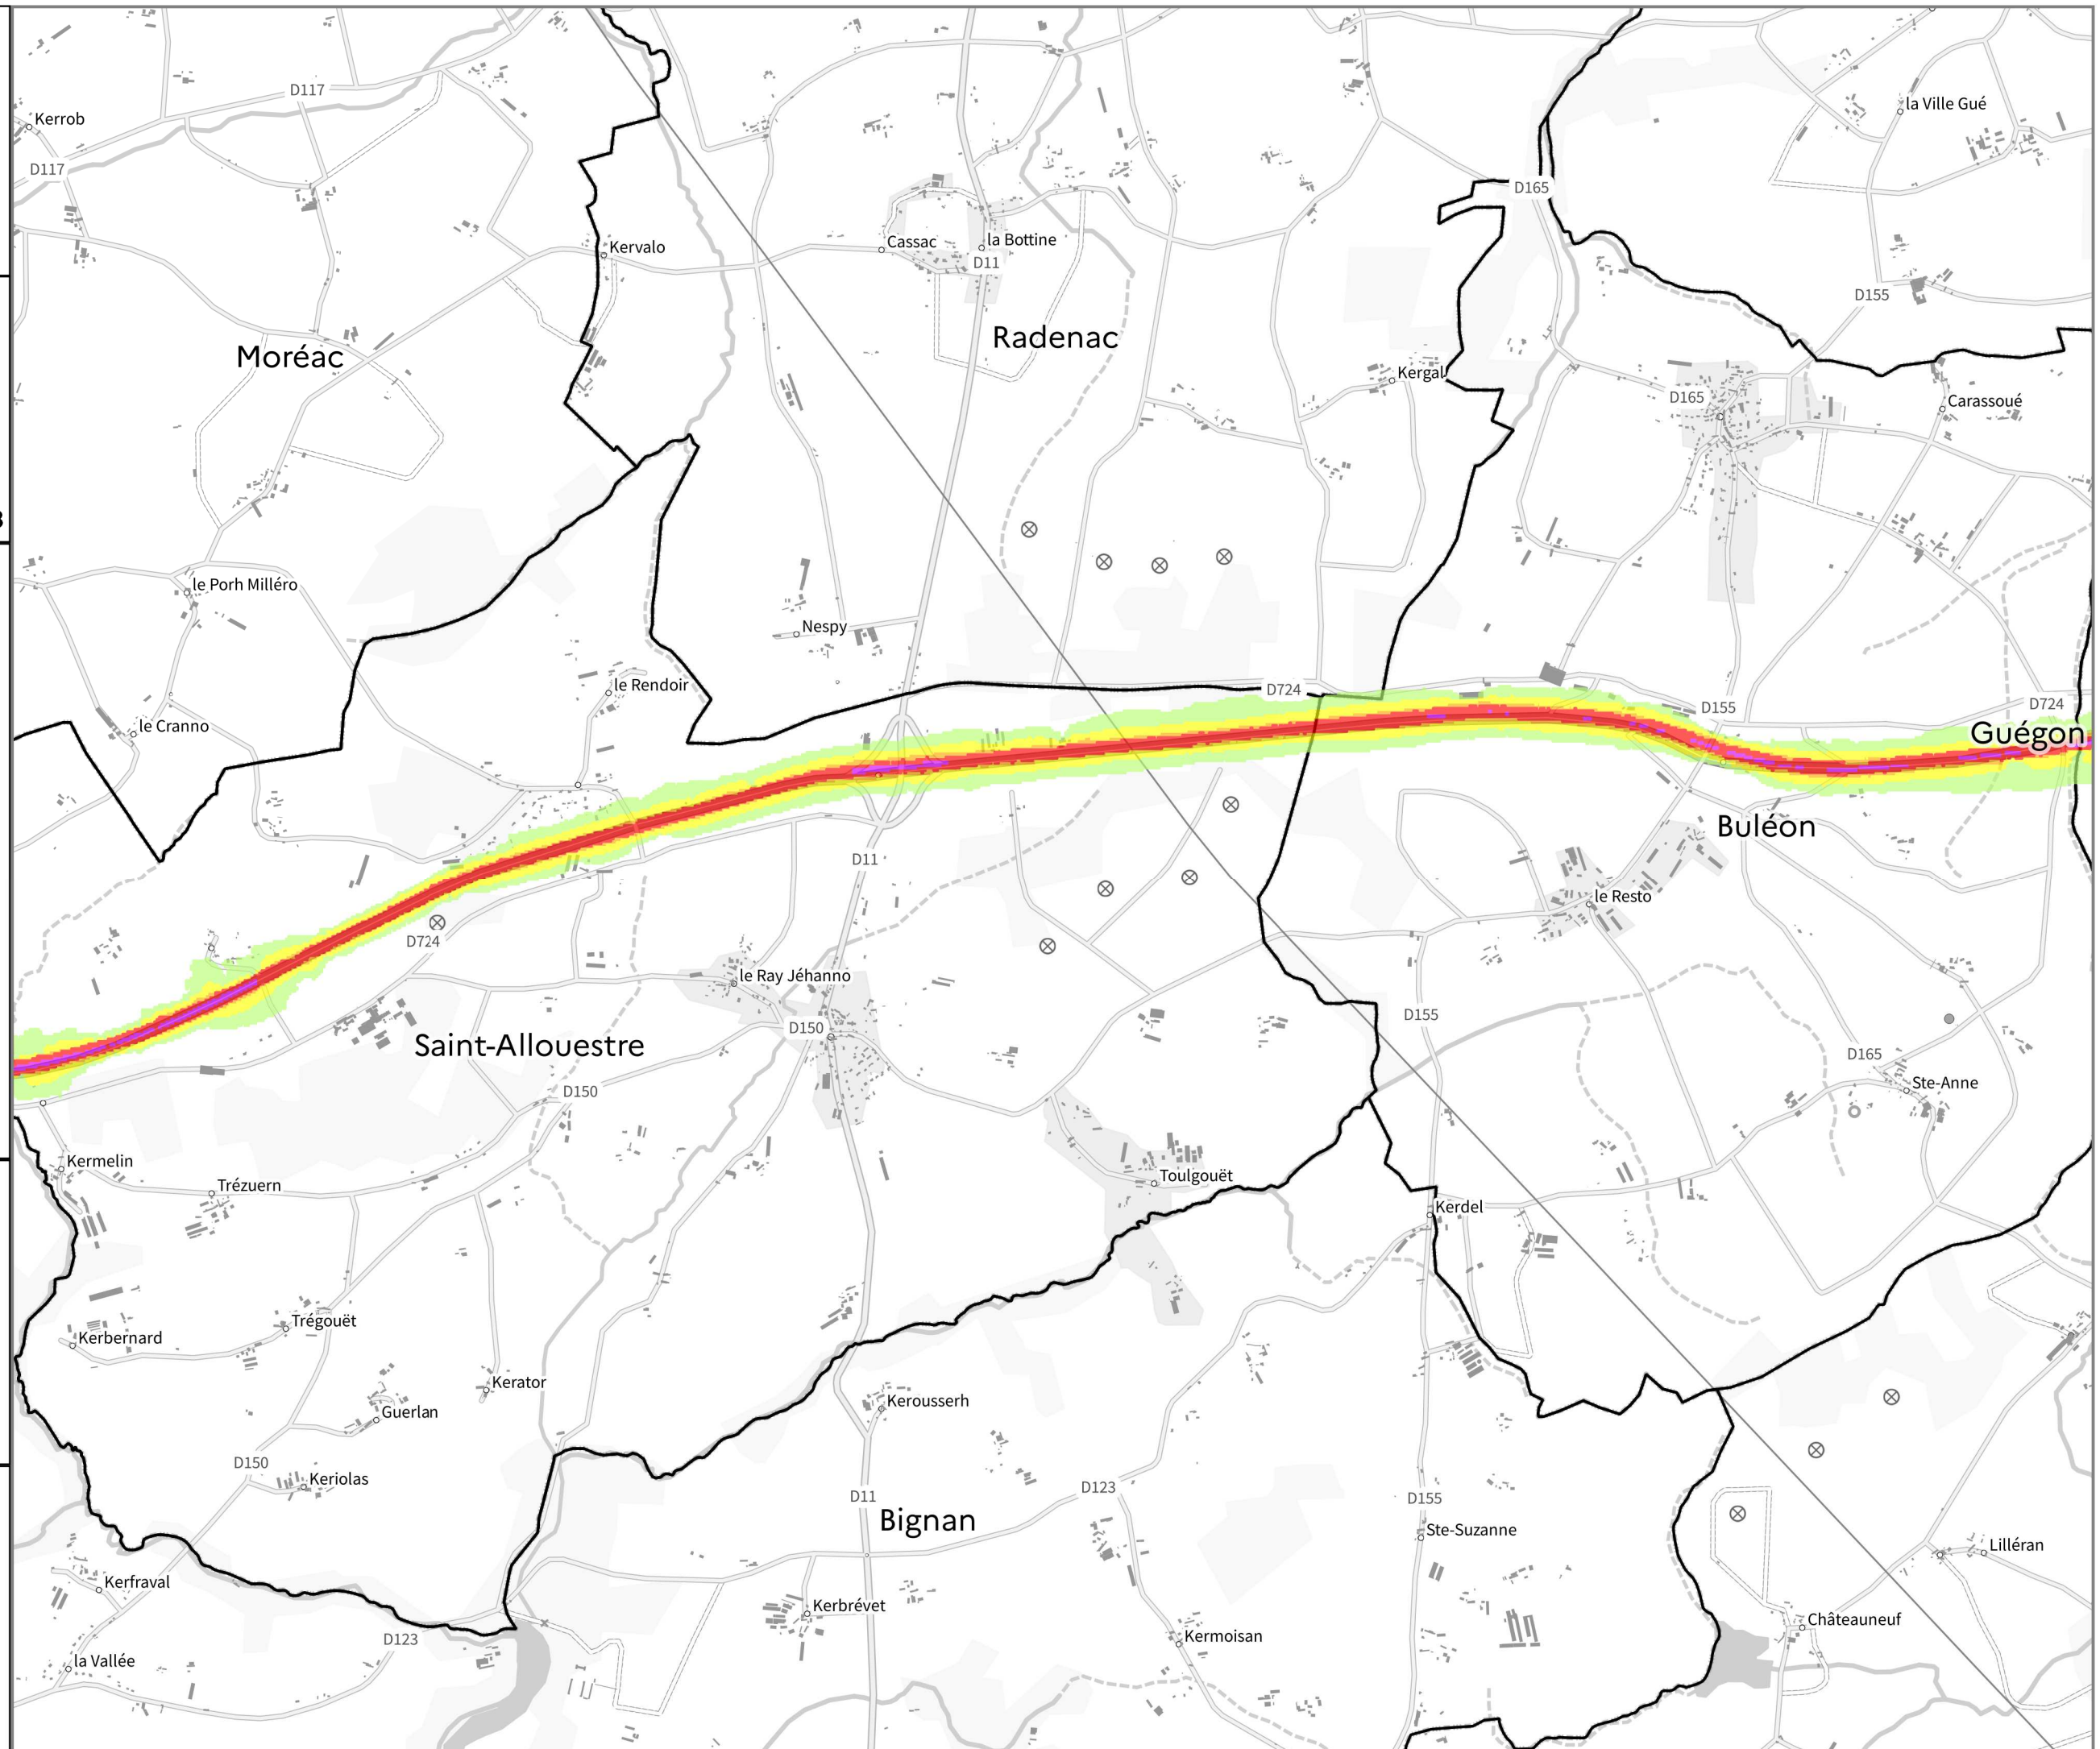 D117
la Ville Gué
Kerrob
D117
D165
Kervalo
Cassac
la Bottine
D11
D155
Radenac
Moréac
Kergal
D165
Carassoué
le Porh Milléro
Nespy
le Rendoir
D724
le Cranno
D155
D724
Guégon
Buléon
D11
le Resto
D724
le Ray Jéhanno
D155
D150
Saint-Allouestre
D165
Ste-Anne
D150
Kermelin
Toulgouët
Trézuern
Kerdel
Trégouët
Kerbernard
Kerator
Kerousserh
Guerlan
D150
Keriolas
D123
D11
D155
Bignan
Ste-Suzanne
Lilléran
Kerfraval
Kerbrévet
Châteauneuf
Kermoisan
D123
la Vallée